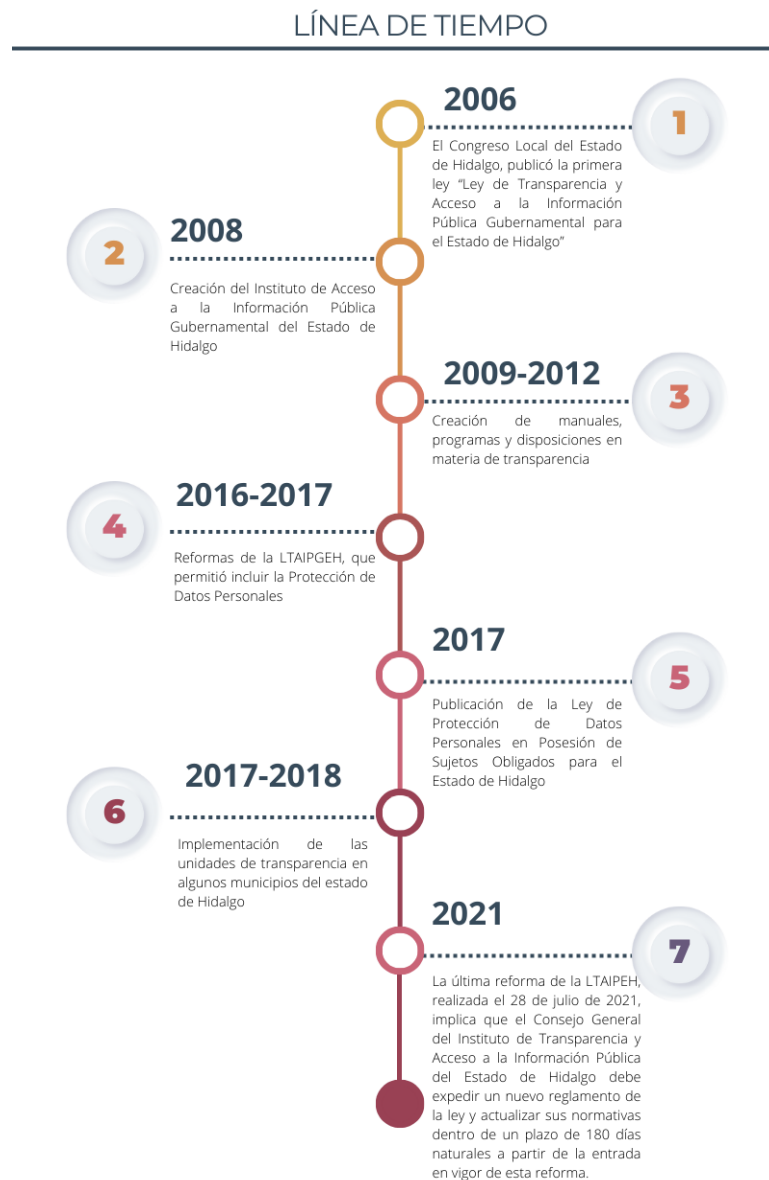 LÍNEA DE TIEMPO
2006
1
El Congreso Local del Estado
de Hidalgo, publicó la primera
ley “Ley de Transparencia y
Acceso a la Información
Pública Gubernamental para
el Estado de Hidalgo”
2008
2
Creación del Instituto de Acceso
a la Información Pública
Gubernamental del Estado de
Hidalgo
2009-2012
3
Creación de manuales,
programas y disposiciones en
materia de transparencia
2016-2017
4
Reformas de la LTAIPGEH, que
permitió incluir la Protección de
Datos Personales
2017
5
Publicación de la Ley de
Protección de Datos
Personales en Posesión de
Sujetos Obligados para el
Estado de Hidalgo
2017-2018
6
Implementación de las
unidades de transparencia en
algunos municipios del estado
de Hidalgo
2021
7
La última reforma de la LTAIPEH,
realizada el 28 de julio de 2021,
implica que el Consejo General
del Instituto de Transparencia y
Acceso a la Información Pública
del Estado de Hidalgo debe
expedir un nuevo reglamento de
la ley y actualizar sus normativas
dentro de un plazo de 180 días
naturales a partir de la entrada
en vigor de esta reforma.